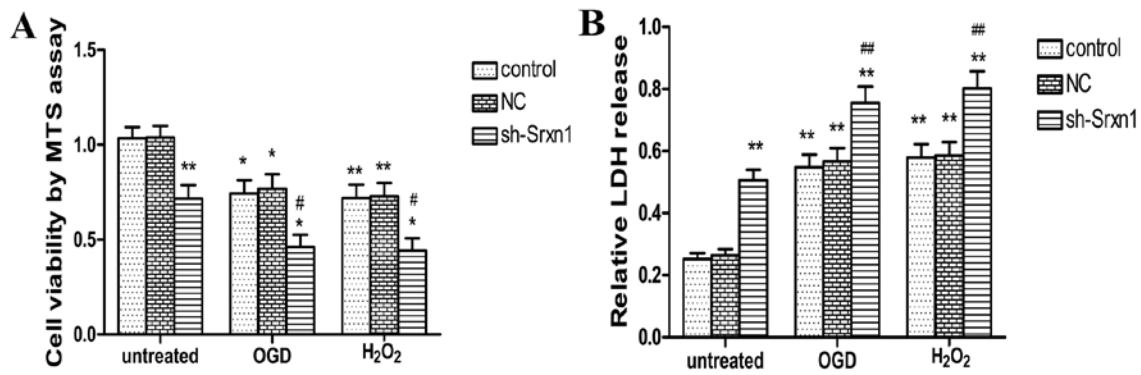 A
Cell viability by MTS assay
1.5
1.0
0.5
0.0
**
*
*
#
*
**
**
#
*
untreated
OGD
H₂O₂
control
NC
sh-Srxn1
B
Relative LDH release
1.0
0.8
0.6
0.4
0.2
0.0
**
**
**
##
**
**
**
##
**
untreated
OGD
H₂O₂
control
NC
sh-Srxn1